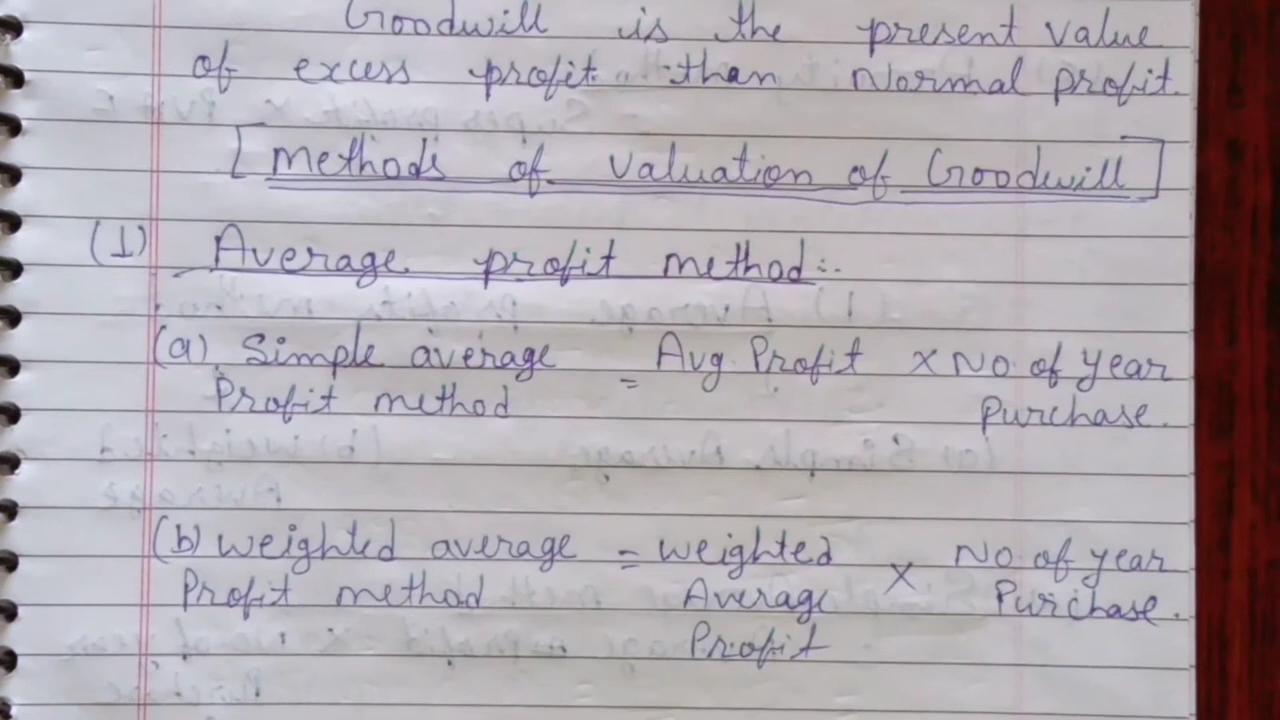 Goodwill is the present value
of excess profit than Normal profit.
[methods of valuation of Goodwill]
(1) Average profit method:-
(a) Simple average = Avg. Profit × No. of year
Profit method Purchase.
(b) weighted average = weighted × No. of year
Profit method Average Purchase.
Profit